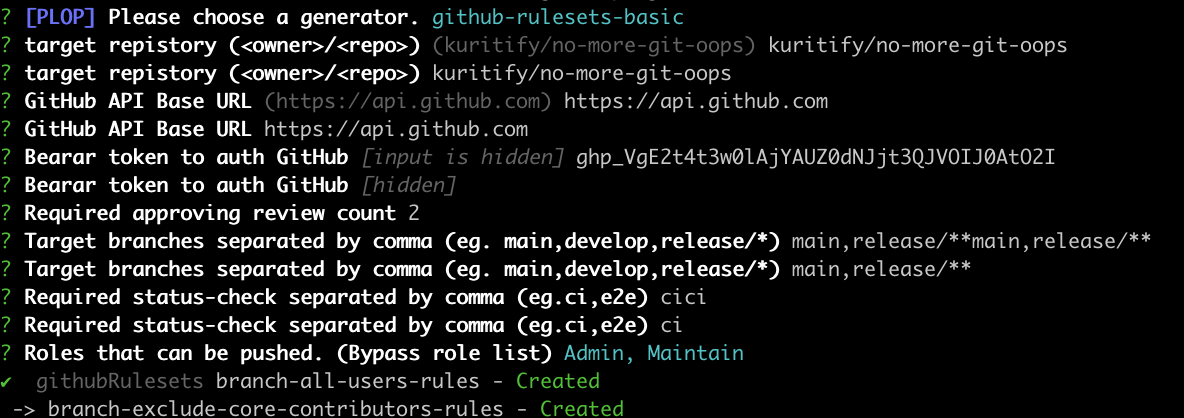 ? [PLOP] Please choose a generator. github-rulesets-basic
? target repistory (<owner>/<repo>) (kuritify/no-more-git-oops) kuritify/no-more-git-oops
? target repistory (<owner>/<repo>) kuritify/no-more-git-oops
? GitHub API Base URL (https://api.github.com) https://api.github.com
? GitHub API Base URL https://api.github.com
? Bearar token to auth GitHub [input is hidden] 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
? Bearar token to auth GitHub [hidden]
? Required approving review count 2
? Target branches separated by comma (eg. main,develop,release/*) main,release/**main,release/**
? Target branches separated by comma (eg. main,develop,release/*) main,release/**
? Required status-check separated by comma (eg.ci,e2e) cici
? Required status-check separated by comma (eg.ci,e2e) ci
? Roles that can be pushed. (Bypass role list) Admin, Maintain
✔ githubRulesets branch-all-users-rules - Created
-> branch-exclude-core-contributors-rules - Created